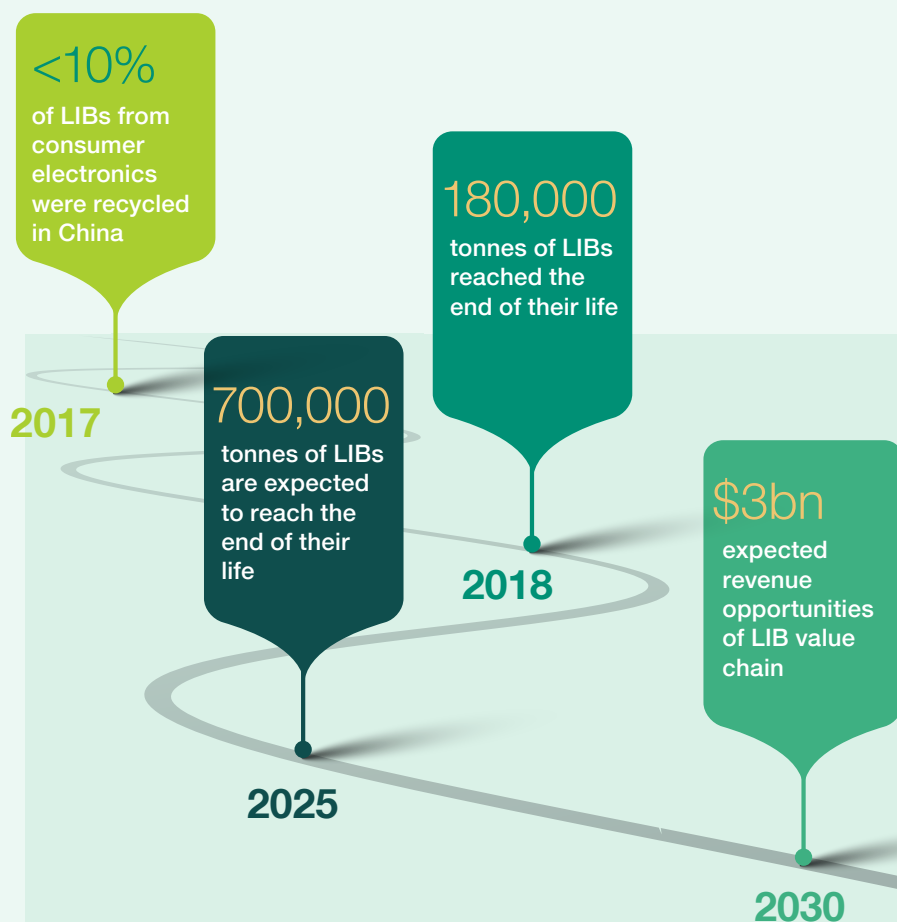 <10%
of LIBs from
consumer
electronics
were recycled
in China
2017
180,000
tonnes of LIBs
reached the
end of their life
2018
700,000
tonnes of LIBs
are expected
to reach the
end of their
life
2025
$3bn
expected
revenue
opportunities
of LIB value
chain
2030